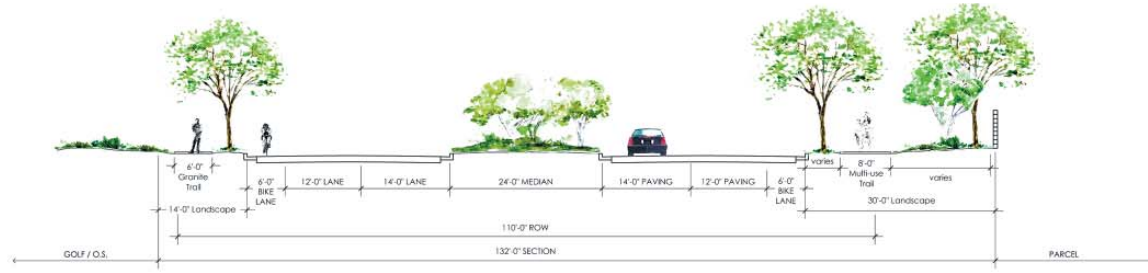 6'-0"
Granite
Trail
6'-0"
BIKE
LANE
12'-0" LANE
14'-0" LANE
24'-0" MEDIAN
14'-0" PAVING
12'-0" PAVING
6'-0"
BIKE
LANE
varies
8'-0"
Multi-use
Trail
varies
14'-0" Landscape
30'-0" Landscape
110'-0" ROW
132'-0" SECTION
GOLF / O.S.
PARCEL